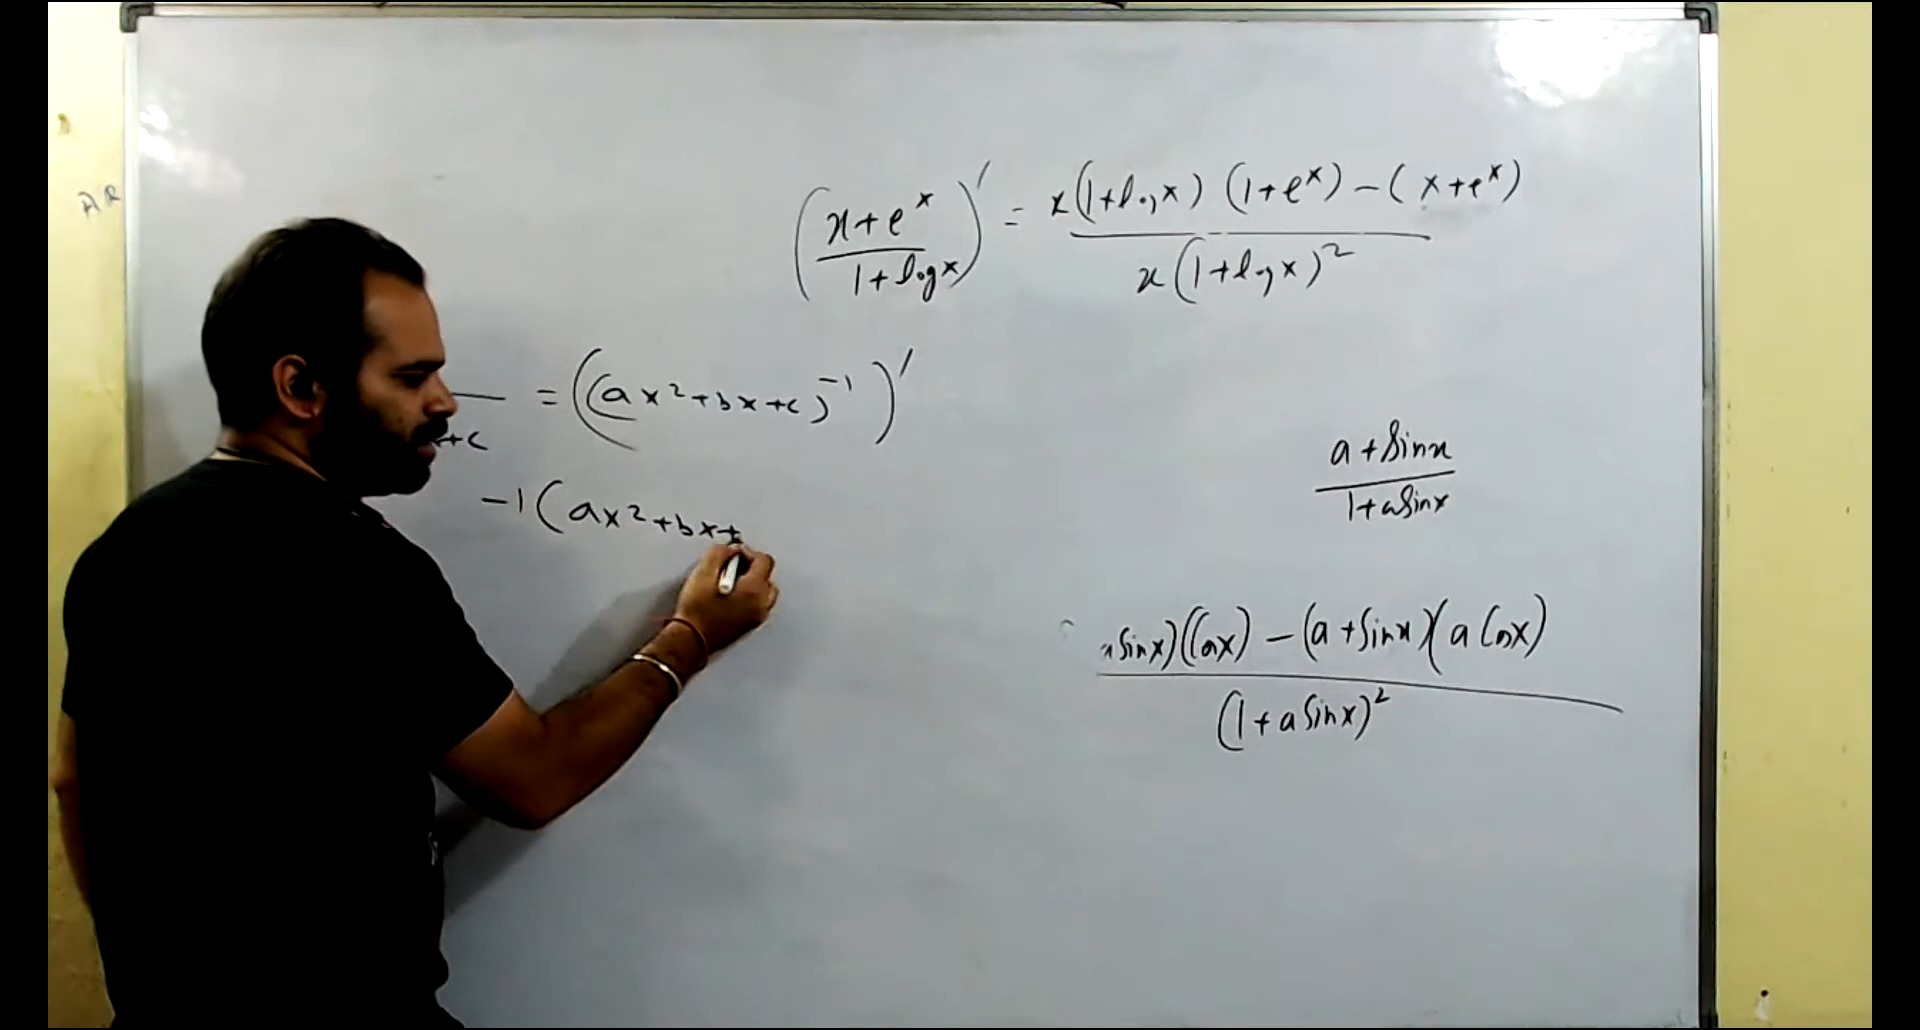 AR
(x+e^x / 1+log x)' = x(1+log x) (1+e^x) - (x+e^x) / x(1+log x)^2
+c = ((ax^2+bx+c)^-1)'
-1(ax^2+bx+
a+sinx / 1+asinx
sinx)(cosx) - (a+sinx)(a cosx) / (1+a sinx)^2